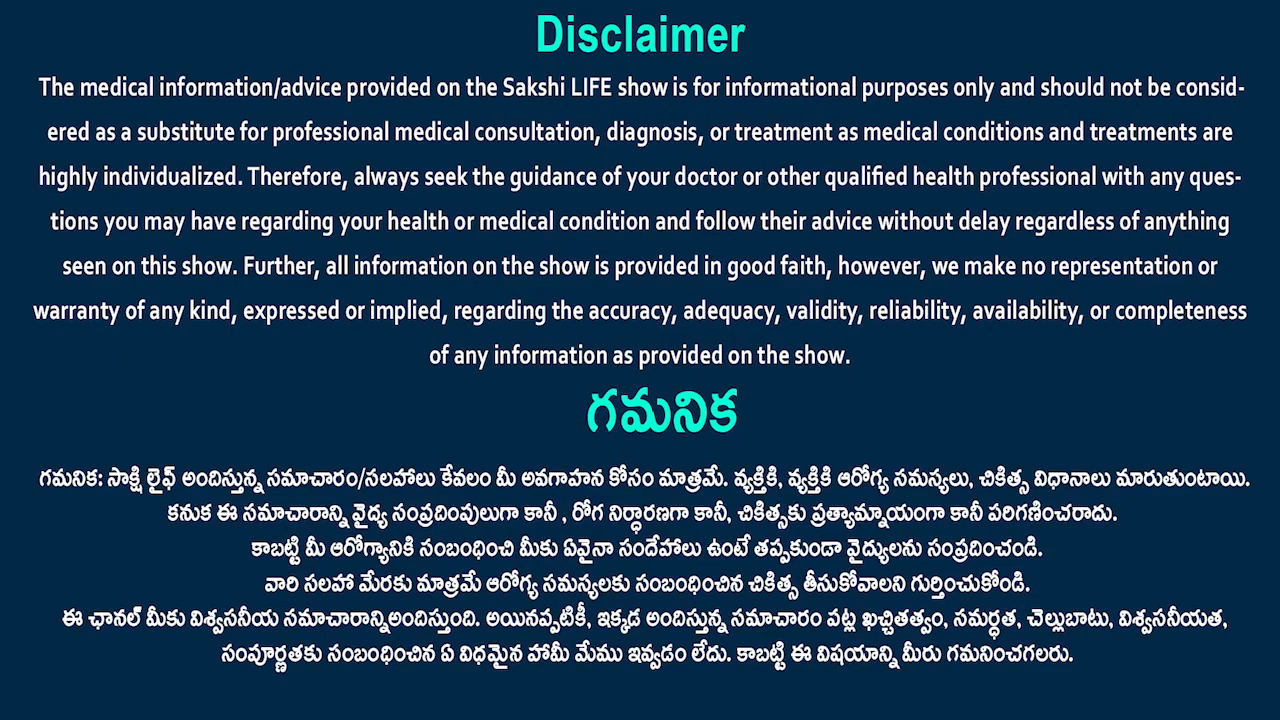 Disclaimer
The medical information/advice provided on the Sakshi LIFE show is for informational purposes only and should not be consid-
ered as a substitute for professional medical consultation, diagnosis, or treatment as medical conditions and treatments are
highly individualized. Therefore, always seek the guidance of your doctor or other qualified health professional with any ques-
tions you may have regarding your health or medical condition and follow their advice without delay regardless of anything
seen on this show. Further, all information on the show is provided in good faith, however, we make no representation or
warranty of any kind, expressed or implied, regarding the accuracy, adequacy, validity, reliability, availability, or completeness
of any information as provided on the show.
గమనిక
గమనిక: సాక్షి లైఫ్ అందిస్తున్న సమాచారం/సలహాలు కేవలం మీ అవగాహన కోసం మాత్రమే. వ్యక్తికి, వ్యక్తికి ఆరోగ్య సమస్యలు, చికిత్స విధానాలు మారుతుంటాయి.
కనుక ఈ సమాచారాన్ని వైద్య సంప్రదింపులుగా కానీ , రోగ నిర్ధారణగా కానీ, చికిత్సకు ప్రత్యామ్నాయంగా కానీ పరిగణించరాదు.
కాబట్టి మీ ఆరోగ్యానికి సంబంధించి మీకు ఏవైనా సందేహాలు ఉంటే తప్పకుండా వైద్యులను సంప్రదించండి.
వారి సలహా మేరకు మాత్రమే ఆరోగ్య సమస్యలకు సంబంధించిన చికిత్స తీసుకోవాలని గుర్తించుకోండి.
ఈ ఛానల్ మీకు విశ్వసనీయ సమాచారాన్నిఅందిస్తుంది. అయినప్పటికీ, ఇక్కడ అందిస్తున్న సమాచారం పట్ల ఖచ్చితత్వం, సమర్ధత, చెల్లుబాటు, విశ్వసనీయత,
సంపూర్ణతకు సంబంధించిన ఏ విధమైన హామీ మేము ఇవ్వడం లేదు. కాబట్టి ఈ విషయాన్ని మీరు గమనించగలరు.